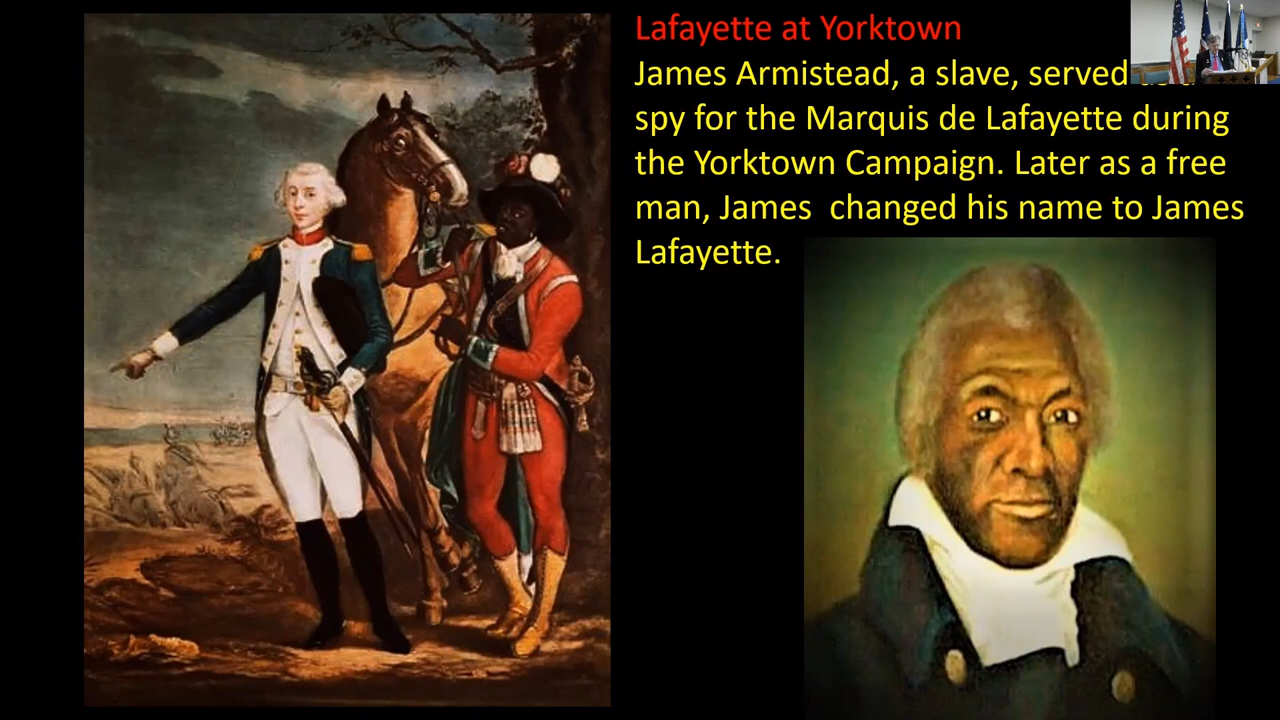 Lafayette at Yorktown
James Armistead, a slave, served
spy for the Marquis de Lafayette during
the Yorktown Campaign. Later as a free
man, James  changed his name to James
Lafayette.